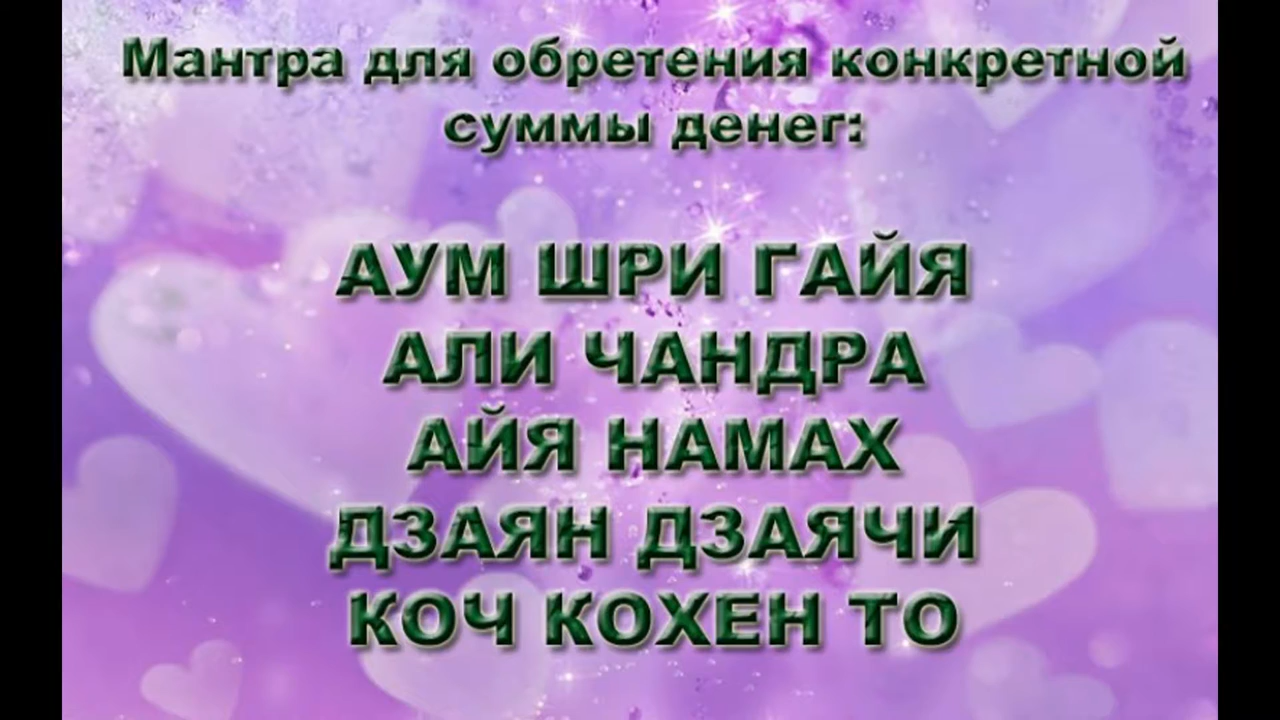 Мантра для обретения конкретной
суммы денег:
АУМ ШРИ ГАЙЯ
АЛИ ЧАНДРА
АЙЯ НАМАХ
ДЗАЯН ДЗАЯЧИ
КОЧ КОХЕН ТО